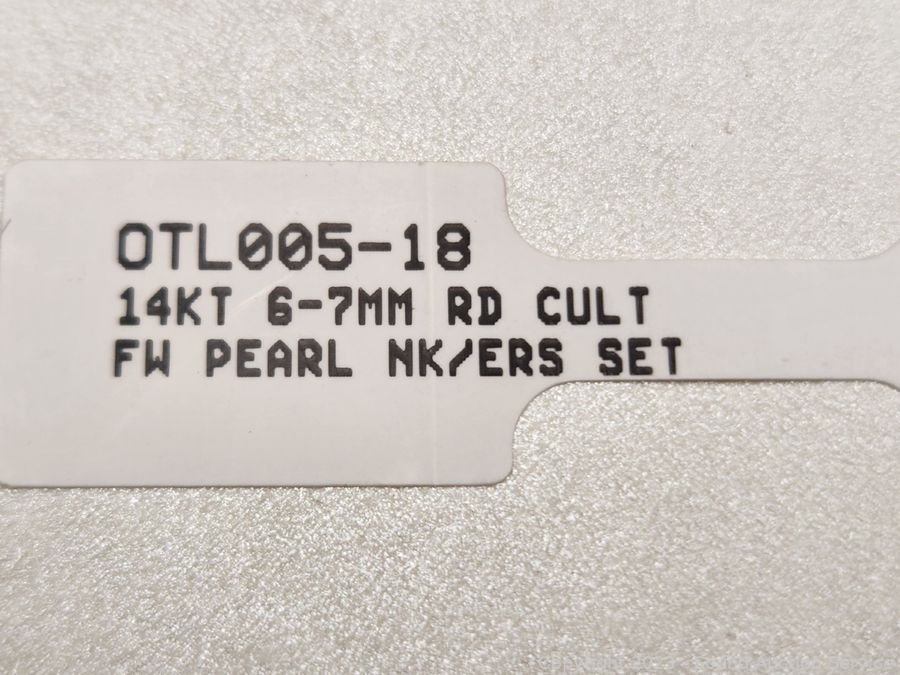 OTL005-18
14KT 6-7MM RD CULT
FW PEARL NK/ERS SET